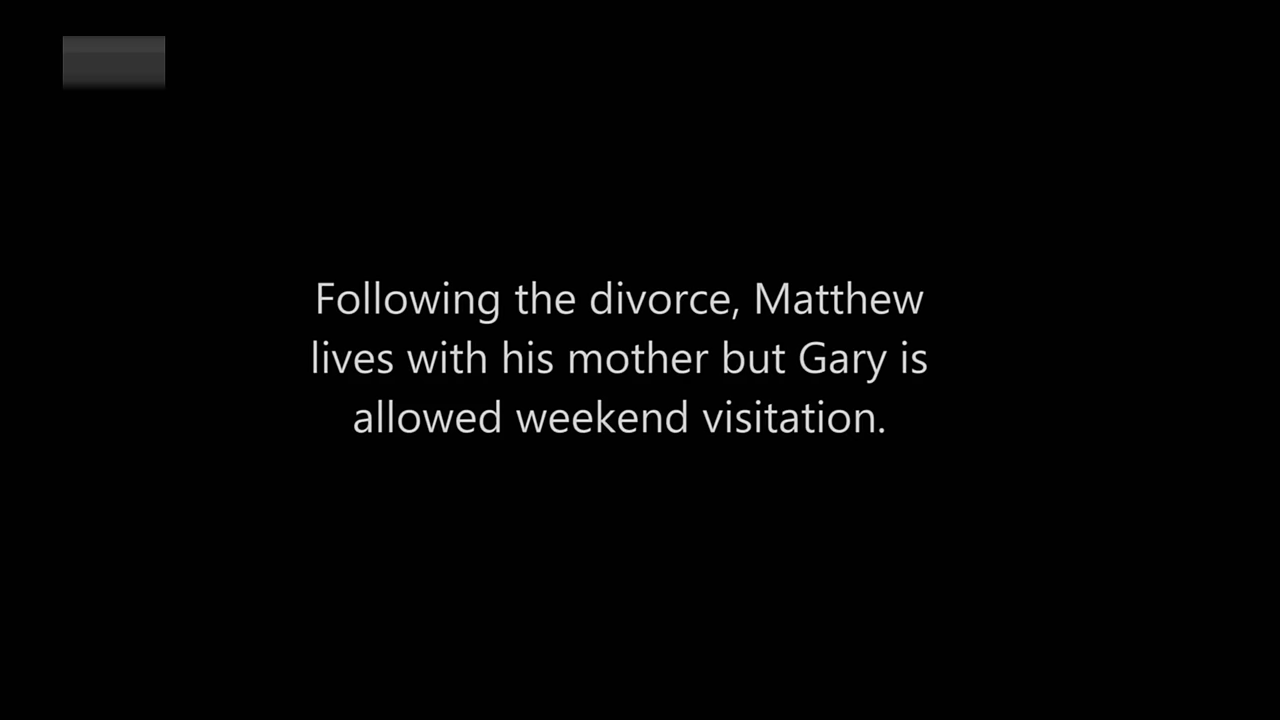 Following the divorce, Matthew
lives with his mother but Gary is
allowed weekend visitation.